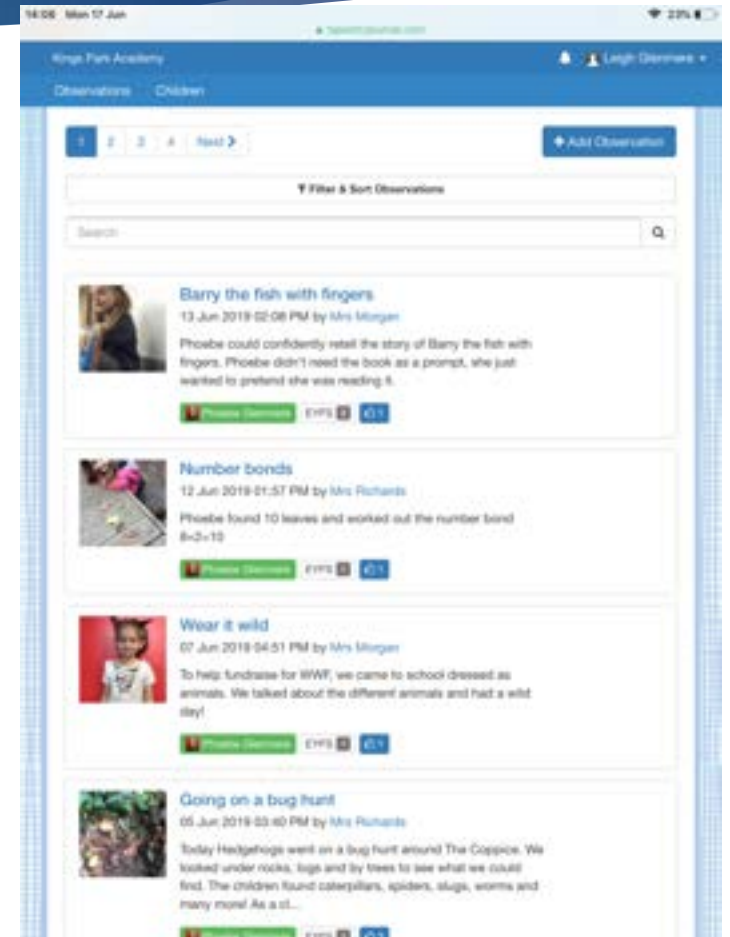 14:06 Mon 17 Jun
23%
Kings Park Academy
Leigh
Observations Children
1 2 3 4 Next
Add Observation
Filter & Sort Observations
Search
Barry the fish with fingers
13 Jun 2019 02:08 PM by Mrs Morgan
Phoebe could confidently retell the story of Barry the fish with
fingers. Phoebe didn't need the book as a prompt, she just
wanted to pretend she was reading it.
Phoebe EYFS 1
Number bonds
12 Jun 2019 01:57 PM by Mrs Richards
Phoebe found 10 leaves and worked out the number bond
8+2=10
Phoebe EYFS 1
Wear it wild
07 Jun 2019 04:51 PM by Mrs Morgan
To help fundraise for WWF, we came to school dressed as
animals. We talked about the different animals and had a wild
day!
Phoebe EYFS 1
Going on a bug hunt
05 Jun 2019 03:40 PM by Mrs Richards
Today Hedgehogs went on a bug hunt around The Coppice. We
looked under rocks, logs and by trees to see what we could
find. The children found caterpillars, spiders, slugs, worms and
many more! As a cl...